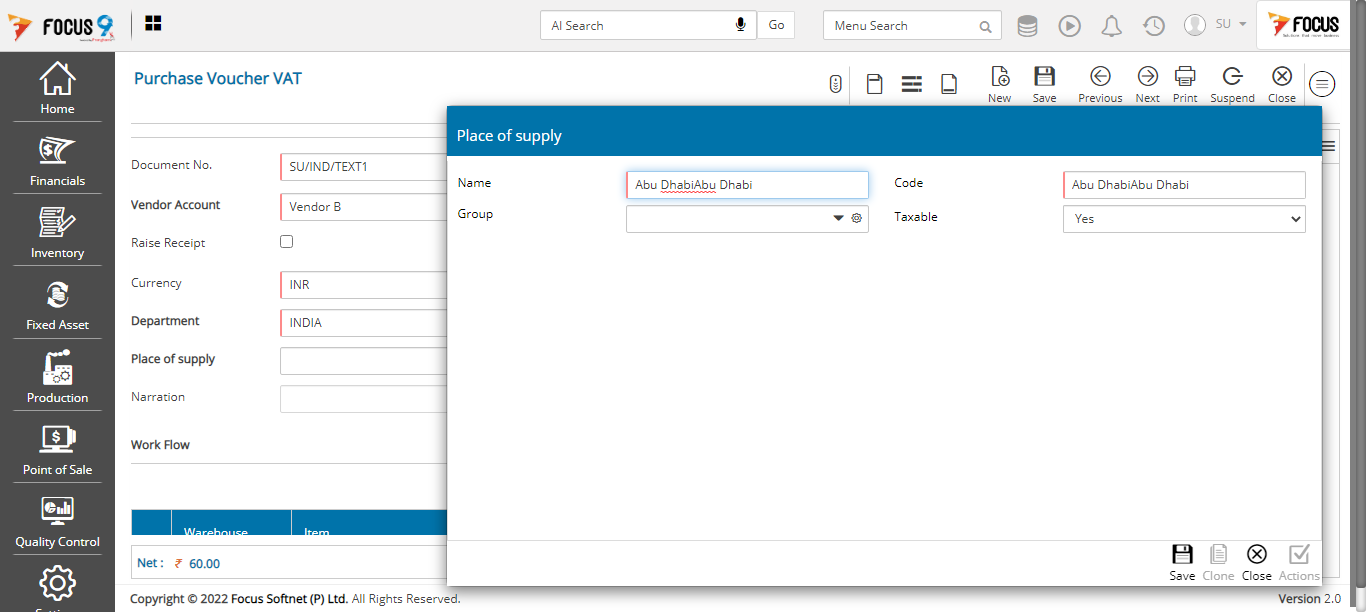 FOCUS 9
AI Search
Go
Menu Search
SU
FOCUS
Home
Financials
Inventory
Fixed Asset
Production
Point of Sale
Quality Control
Purchase Voucher VAT
New
Save
Previous
Next
Print
Suspend
Close
Document No.
SU/IND/TEXT1
Vendor Account
Vendor B
Raise Receipt
Currency
INR
Department
INDIA
Place of supply
Narration
Work Flow
Warehouse
Item
Net : ₹ 60.00
Place of supply
Name
Abu DhabiAbu Dhabi
Code
Abu DhabiAbu Dhabi
Group
Taxable
Yes
Save
Clone
Close
Actions
Copyright © 2022 Focus Softnet (P) Ltd. All Rights Reserved.
Version 2.0